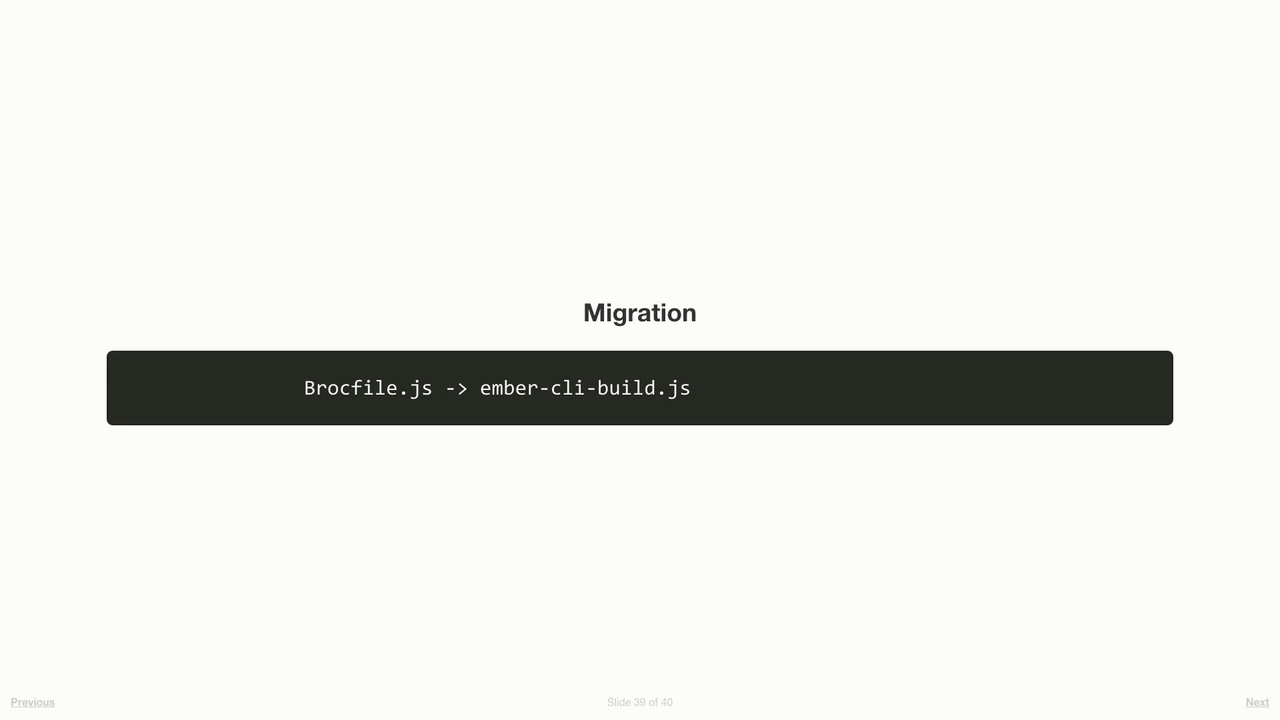 Migration
Brocfile.js -> ember-cli-build.js
Previous
Slide 39 of 40
Next